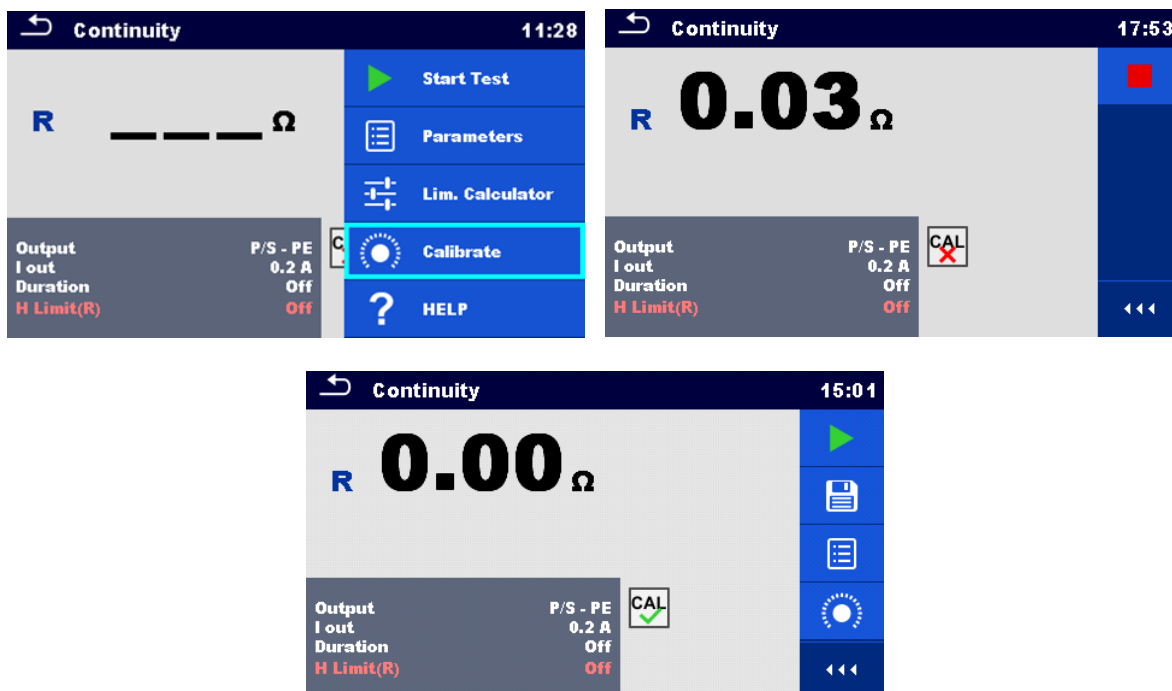 Continuity 11:28
R ___ Ω
Start Test
Parameters
Lim. Calculator
Calibrate
HELP
Output P/S - PE
I out 0.2 A
Duration Off
H Limit(R) Off
Continuity 17:53
R 0.03 Ω
Output P/S - PE
I out 0.2 A
Duration Off
H Limit(R) Off
CAL
Continuity 15:01
R 0.00 Ω
Output P/S - PE
I out 0.2 A
Duration Off
H Limit(R) Off
CAL